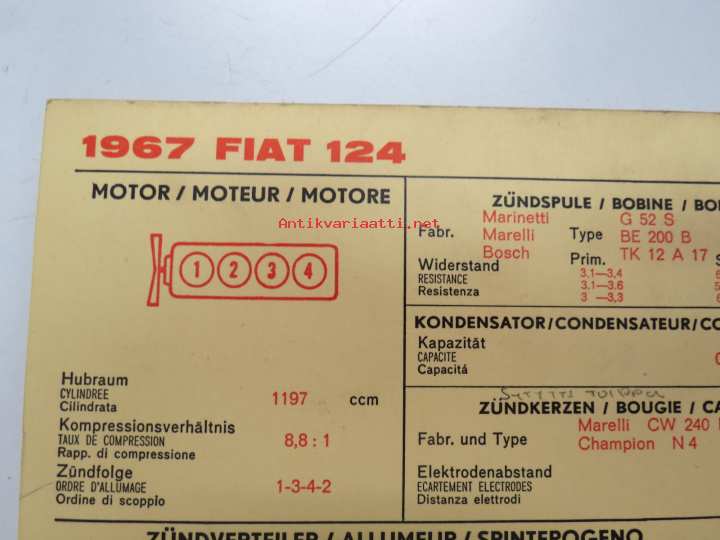 1967 FIAT 124
MOTOR / MOTEUR / MOTORE
1 2 3 4
Hubraum
CYLINDREE
Cilindrata
1197 ccm
Kompressionsverhältnis
TAUX DE COMPRESSION
Rapp. di compressione
8,8 : 1
Zündfolge
ORDRE D'ALLUMAGE
Ordine di scoppio
1-3-4-2
ZÜNDSPULE / BOBINE / BO
Fabr.
Marinetti
Marelli
Bosch
Type
G 52 S
BE 200 B
TK 12 A 17
Widerstand
RESISTANCE
Resistenza
Prim.
3.1—3.4
3.1—3.6
3 —3.3
KONDENSATOR/CONDENSATEUR/CO
Kapazität
CAPACITE
Capacitá
ZÜNDKERZEN / BOUGIE / CA
Fabr. und Type
Marelli CW 240
Champion N 4
Elektrodenabstand
ECARTEMENT ELECTRODES
Distanza elettrodi
ZÜNDVERTEILER / ALLUMEUR / SPINTEROGENO
Antikvariaatti.net